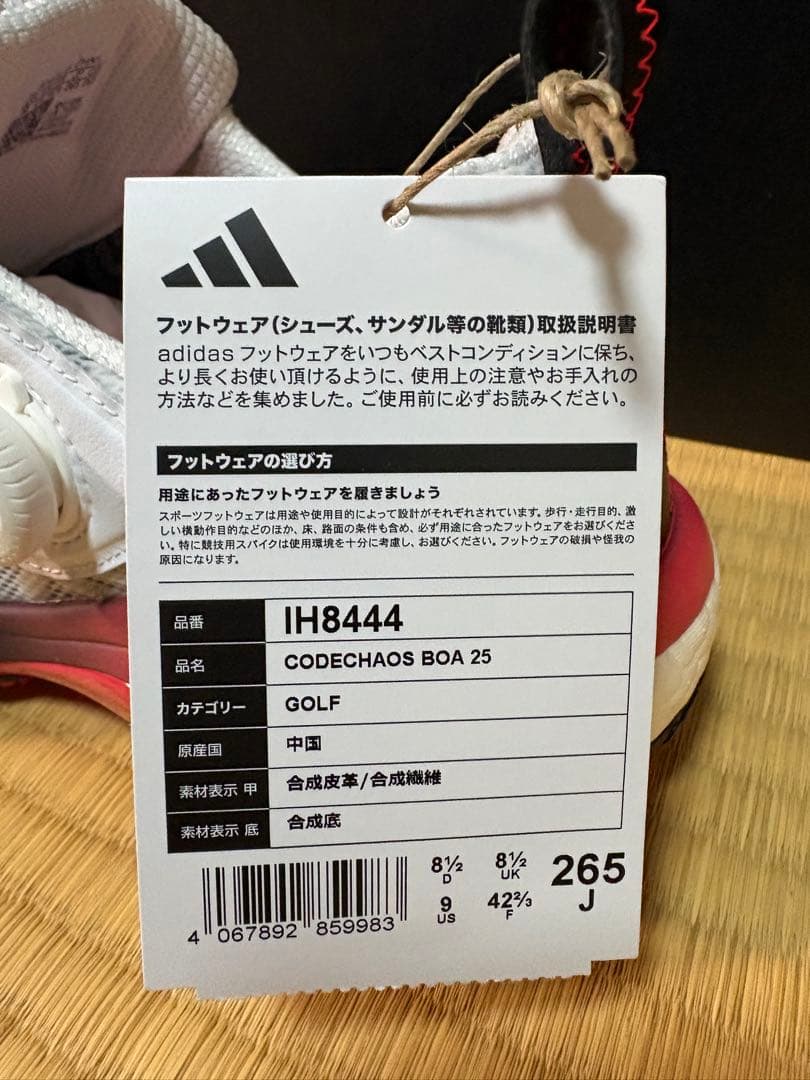 フットウェア(シューズ、サンダル等の靴類)取扱説明書
adidas フットウェアをいつもベストコンディションに保ち、
より長くお使い頂けるように、使用上の注意やお手入れの
方法などを集めました。ご使用前に必ずお読みください。
フットウェアの選び方
用途にあったフットウェアを履きましょう
スポーツフットウェアは用途や使用目的によって設計がそれぞれされています。歩行・走行目的、激
しい横動作目的などのほか、床、路面の条件も含め、必ず用途に合ったフットウェアをお選びくださ
い。特に競技用スパイクは使用環境を十分に考慮し、お選びください。フットウェアの破損や怪我の
原因になります。
品番 IH8444
品名 CODECHAOS BOA 25
カテゴリー GOLF
原産国 中国
素材表示 甲 合成皮革/合成繊維
素材表示 底 合成底
8½ 8½ 265
D UK J
9 42⅔
US F
4 067892 859983